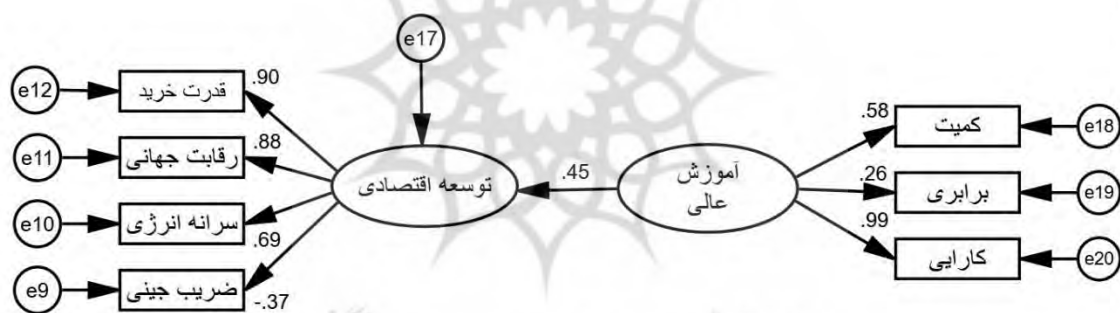 e17
e12
قدرت خرید
.90
e11
رقابت جهانی
.88
e10
سرانه انرژی
.69
e9
ضریب جینی
-.37
توسعه اقتصادی
.45
آموزش
عالی
.58
کمیت
e18
.26
برابری
e19
.99
کارایی
e20